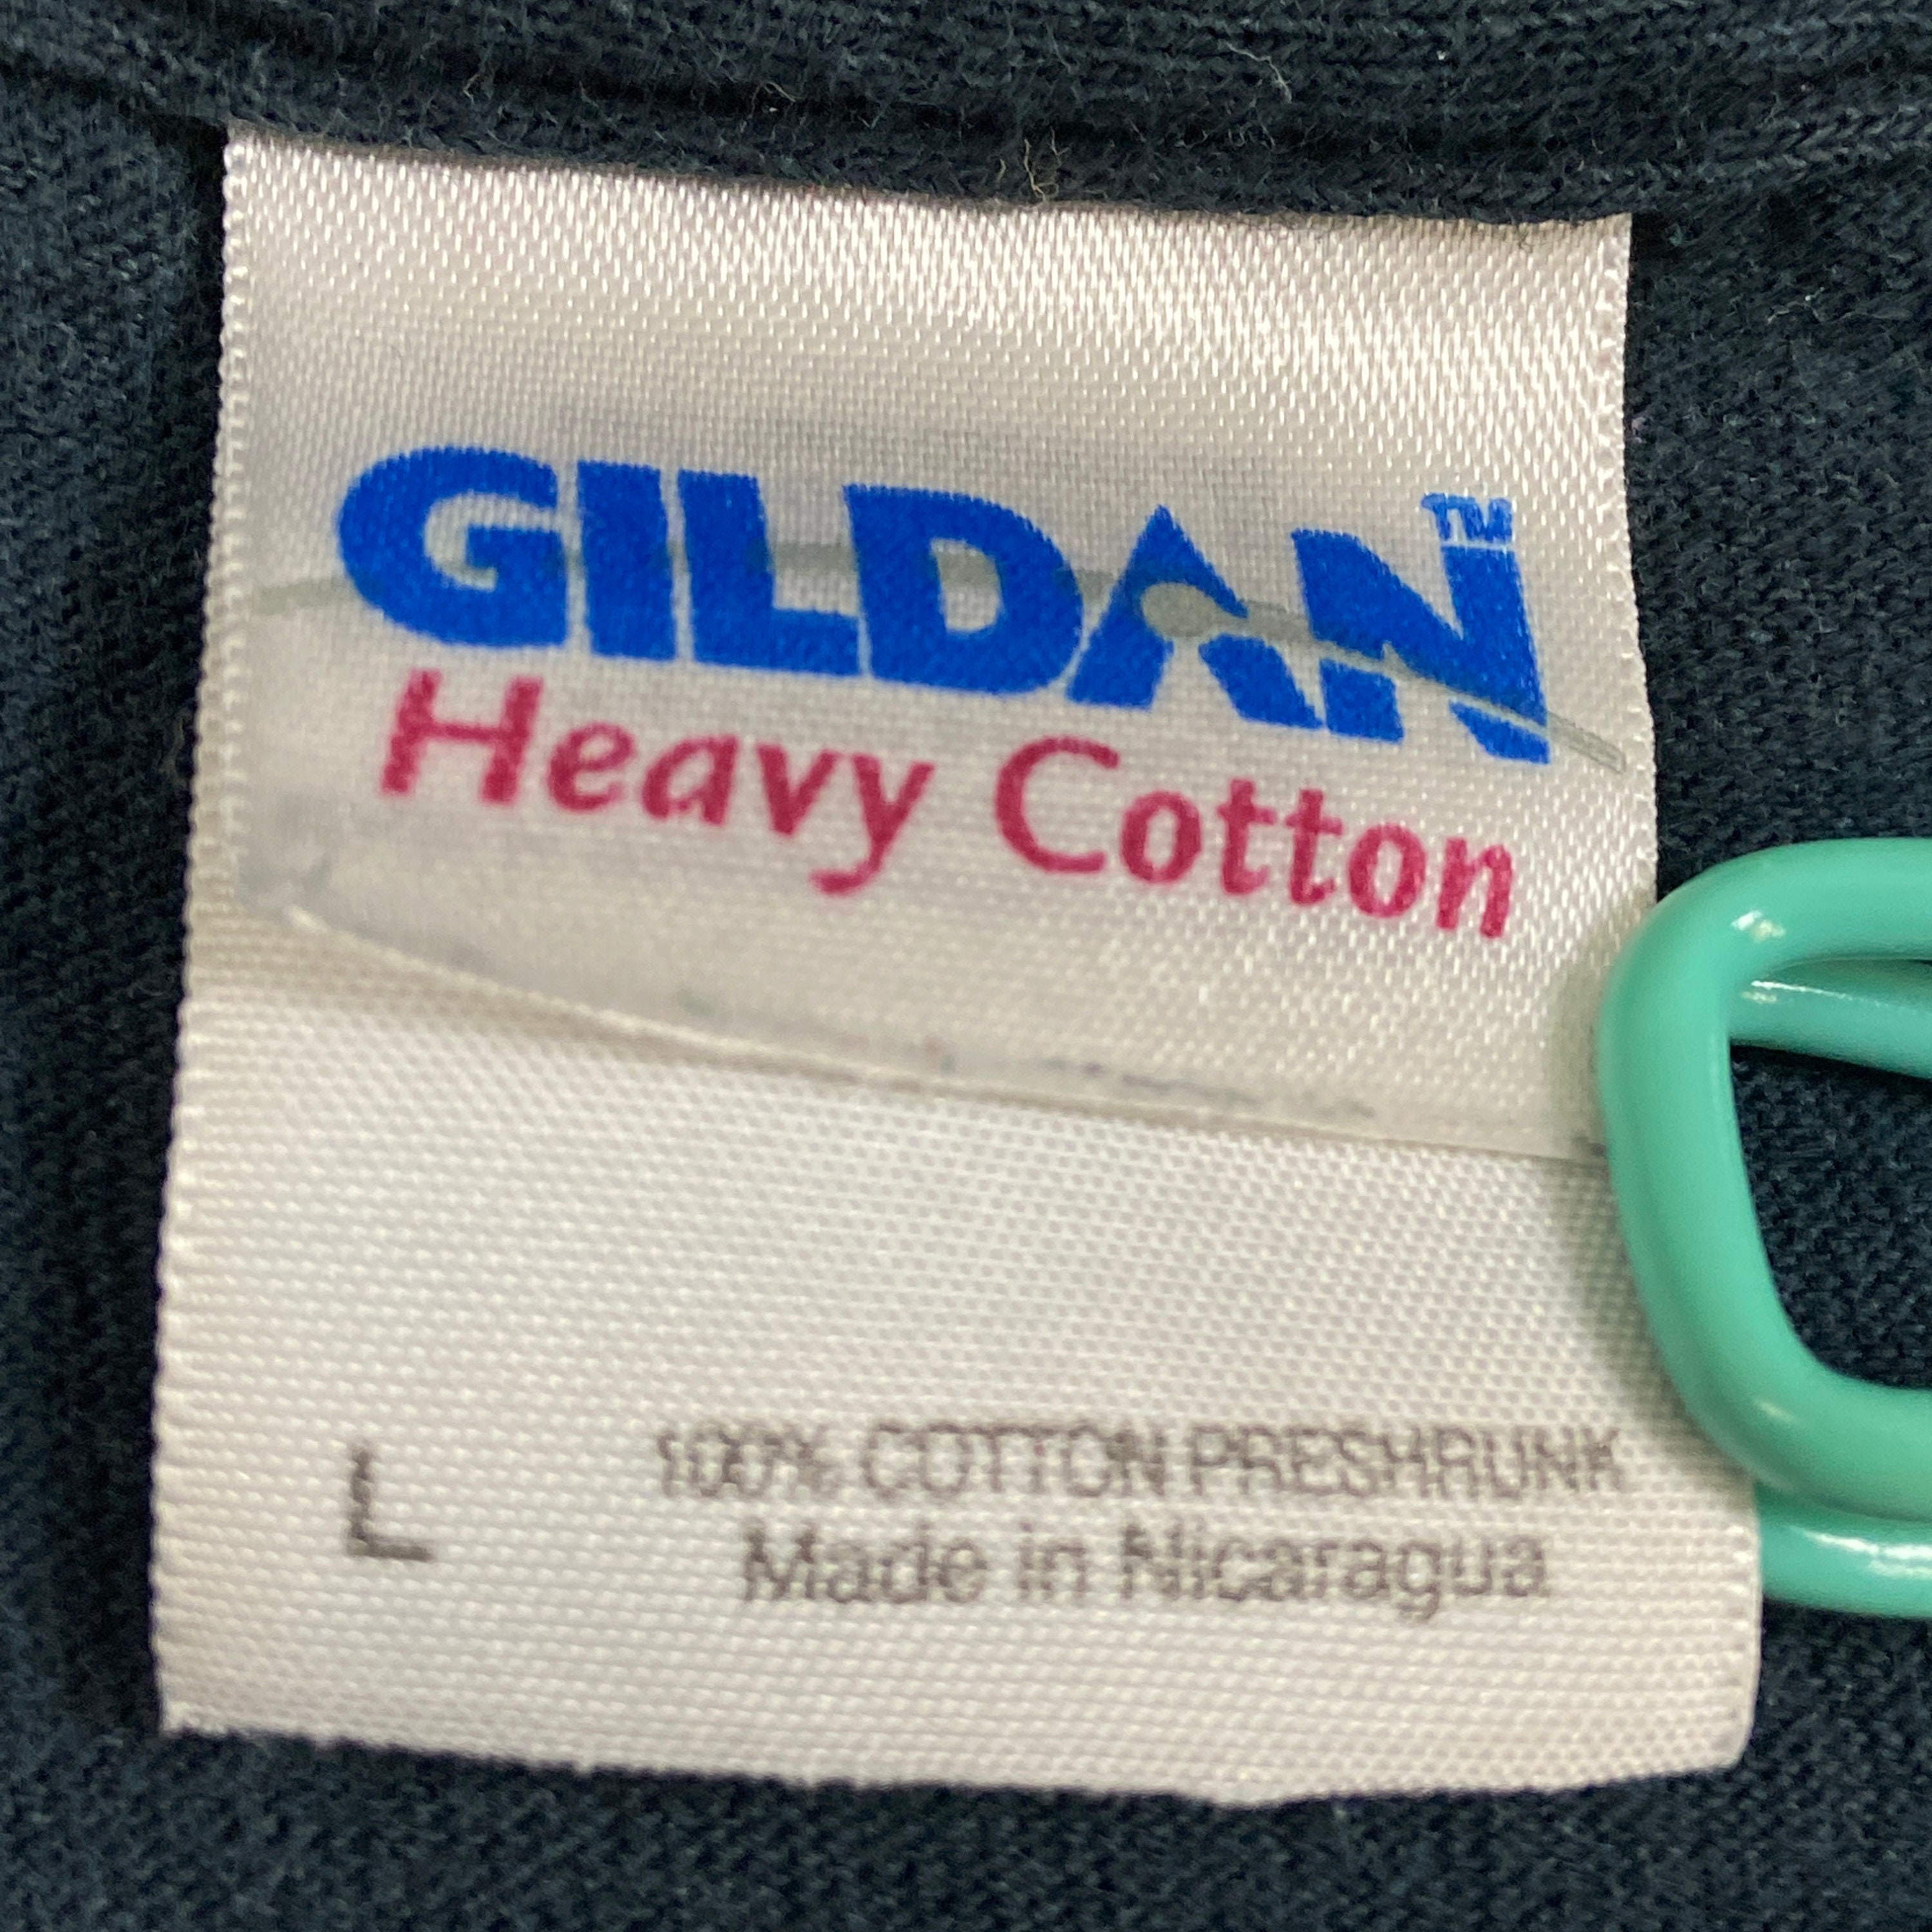 GILDAN™
Heavy Cotton
L
100% COTTON PRESHRUNK
Made in Nicaragua